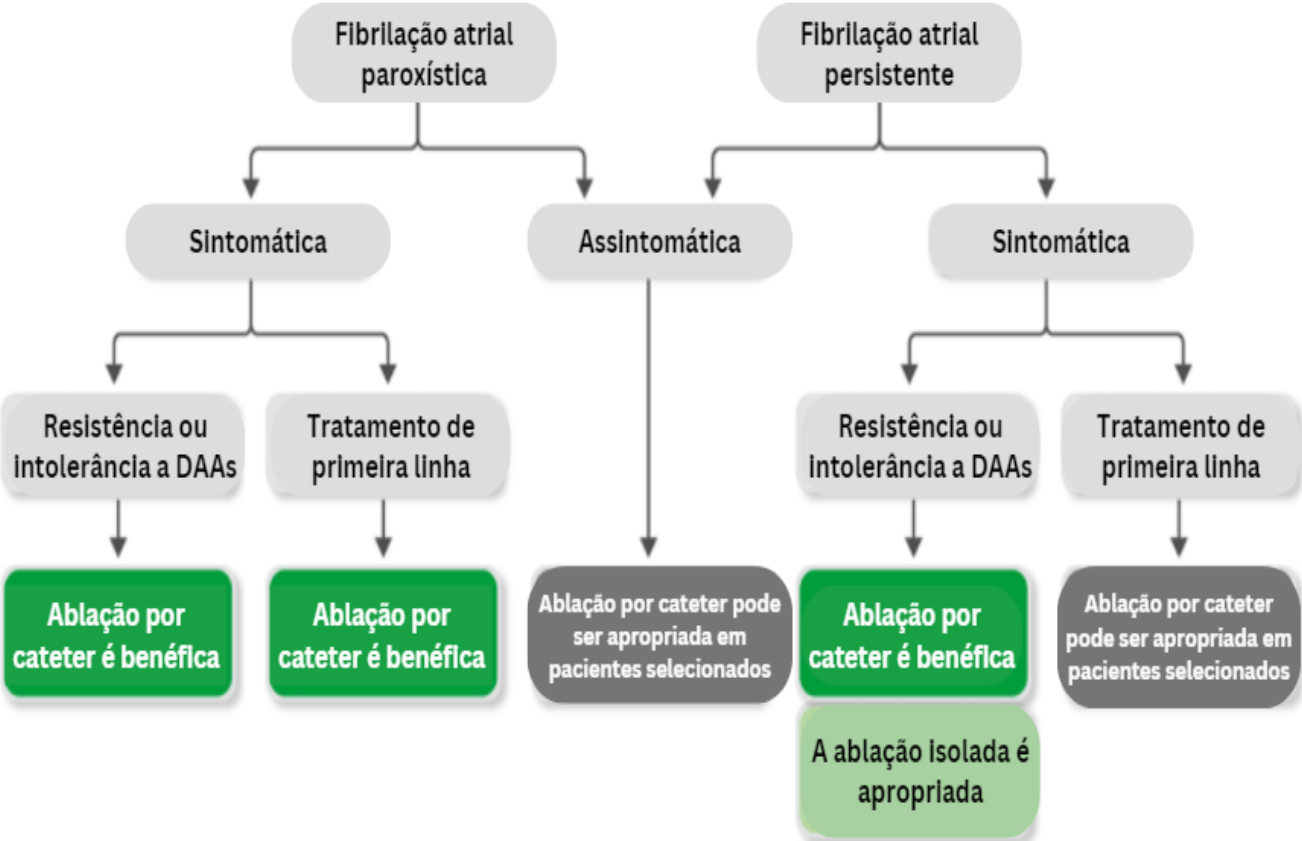 Fibrilação atrial
paroxística
Fibrilação atrial
persistente
Sintomática
Assintomática
Sintomática
Resistência ou
intolerância a DAAs
Tratamento de
primeira linha
Resistência ou
intolerância a DAAs
Tratamento de
primeira linha
Ablação por
cateter é benéfica
Ablação por
cateter é benéfica
Ablação por cateter pode
ser apropriada em
pacientes selecionados
Ablação por
cateter é benéfica
Ablação por cateter
pode ser apropriada em
pacientes selecionados
A ablação isolada é
apropriada